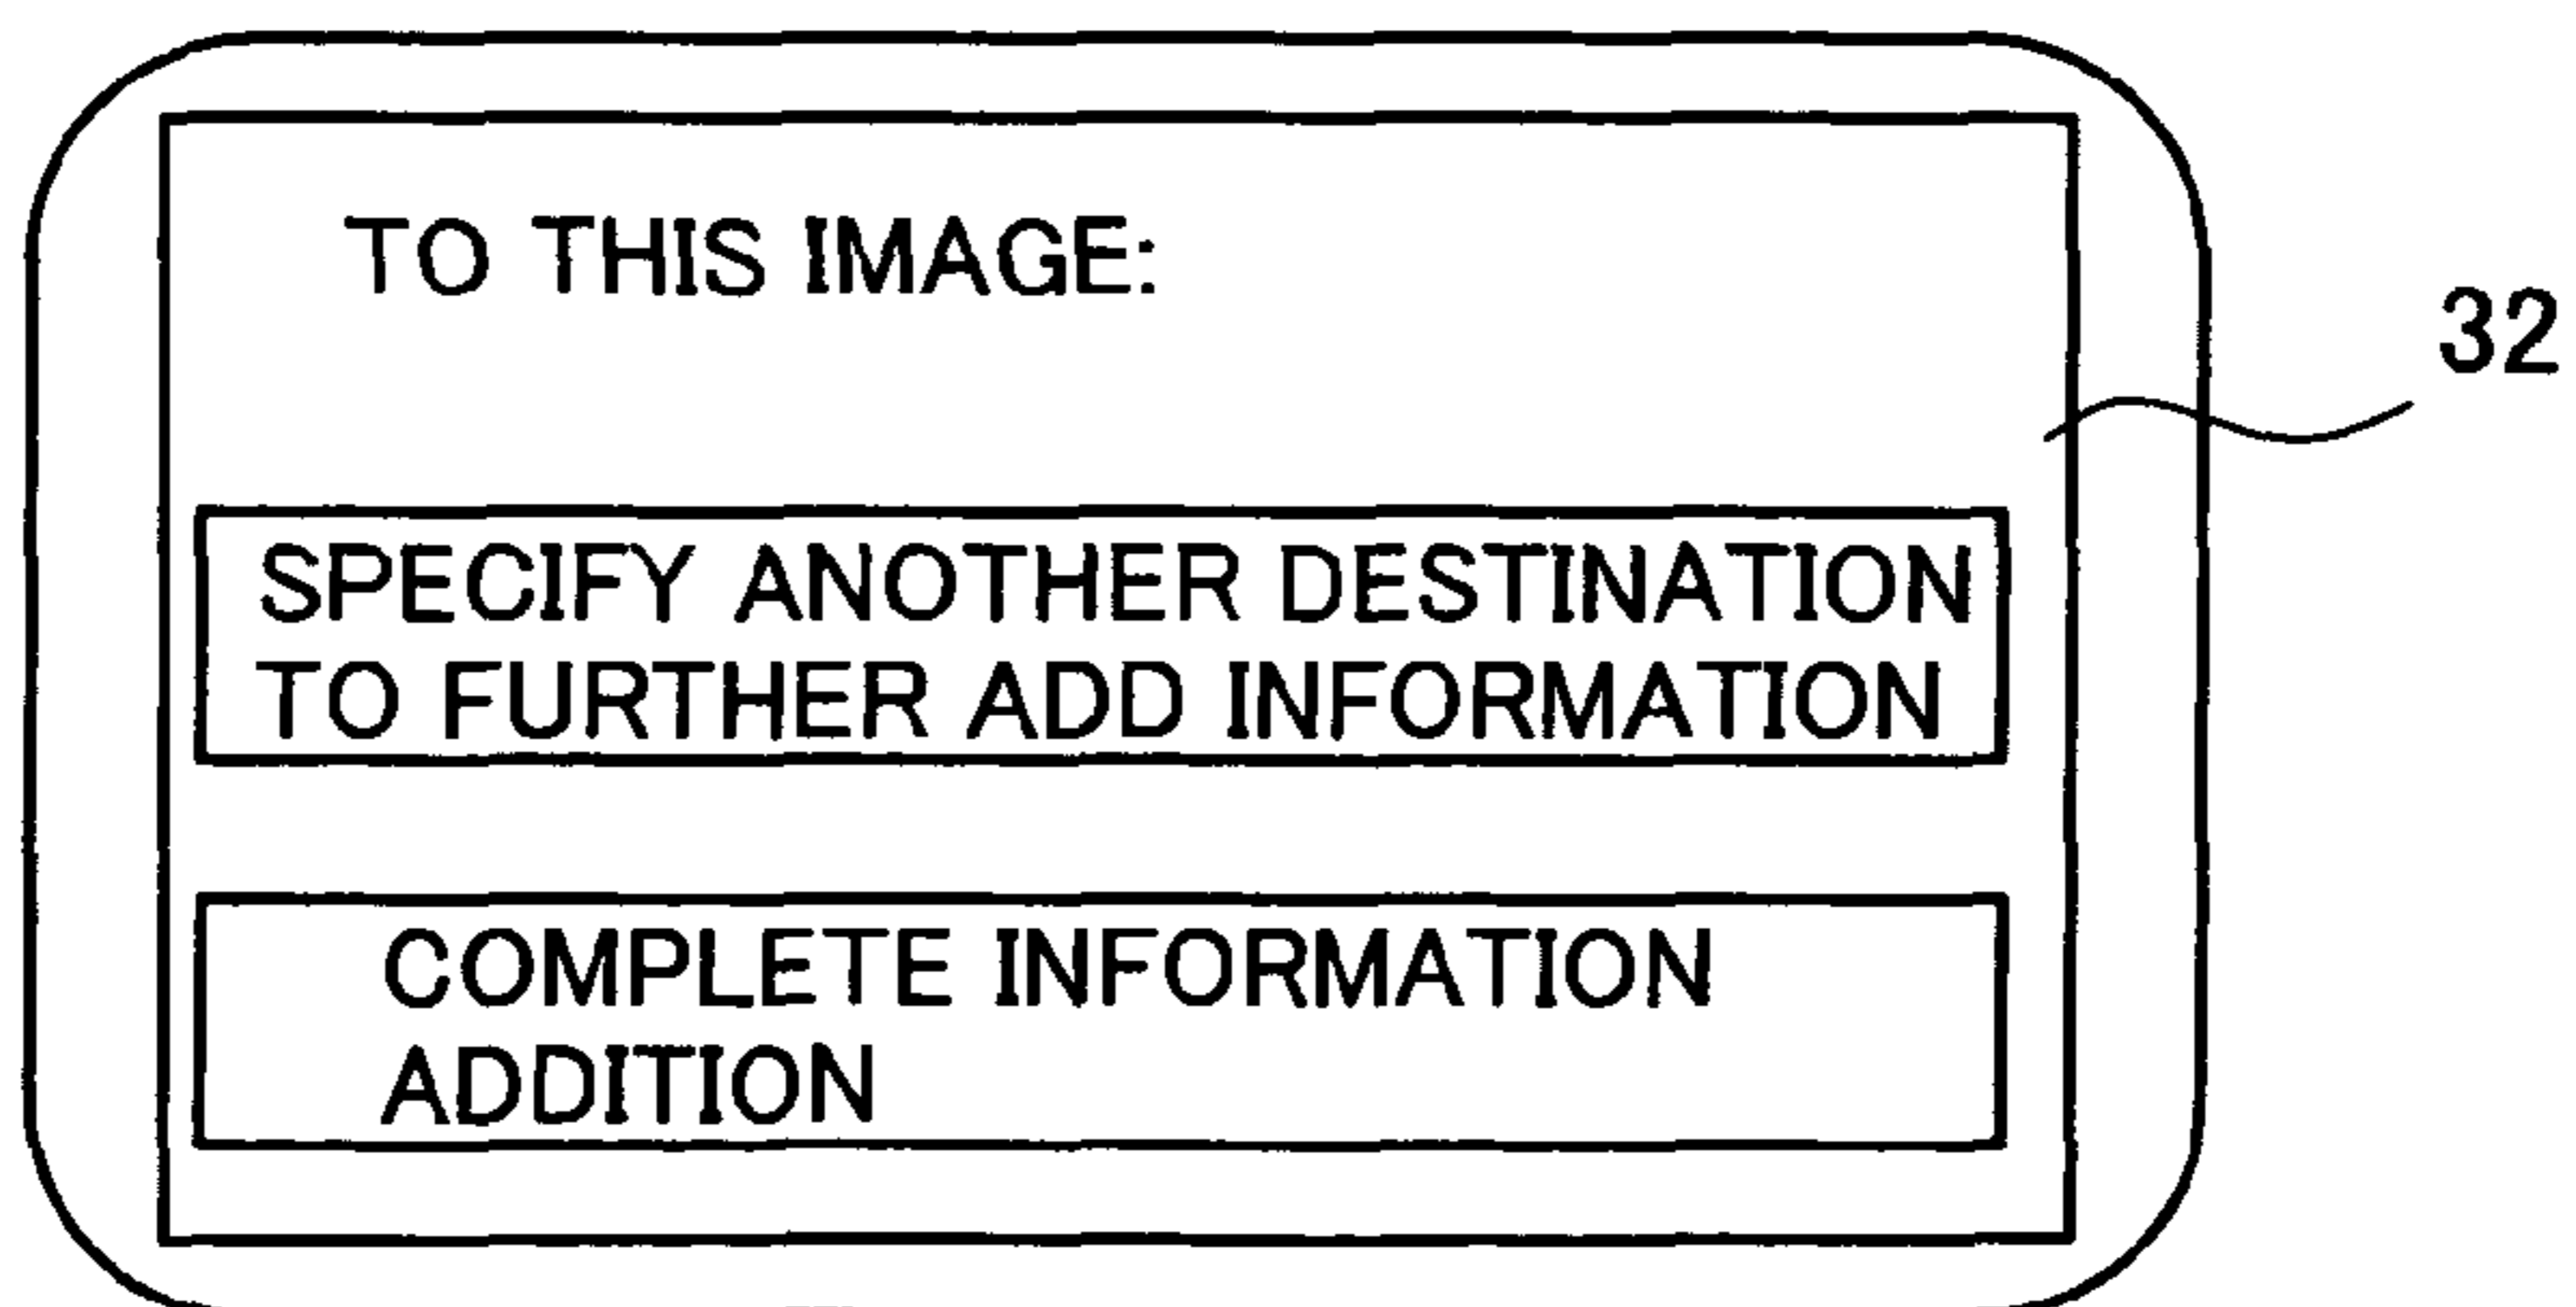 TO THIS IMAGE:
32
SPECIFY ANOTHER DESTINATION
TO FURTHER ADD INFORMATION
COMPLETE INFORMATION
ADDITION